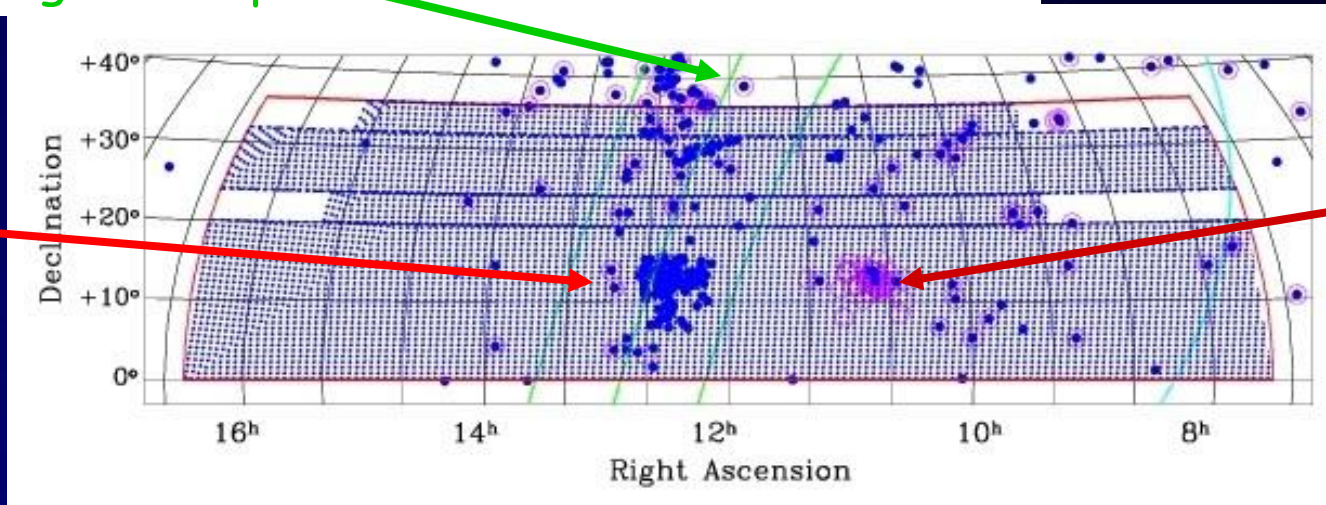 +40°
+30°
+20°
+10°
0°
Declination
16ʰ 14ʰ 12ʰ 10ʰ 8ʰ
Right Ascension